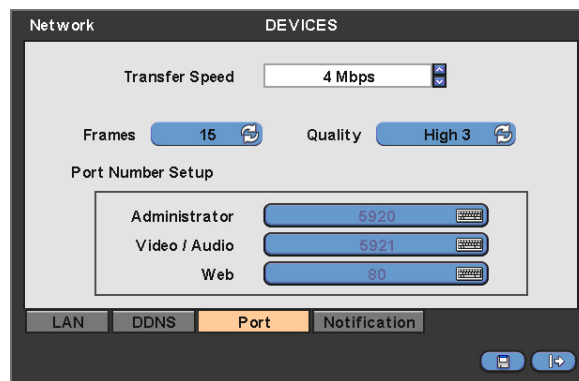 Network DEVICES
Transfer Speed 4 Mbps
Frames 15 Quality High 3
Port Number Setup
Administrator 5920
Video / Audio 5921
Web 80
LAN DDNS Port Notification